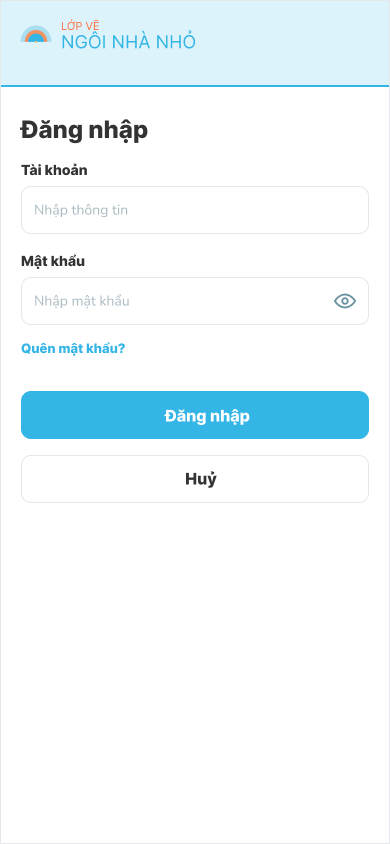 LỚP VẼ
NGÔI NHÀ NHỎ
Đăng nhập
Tài khoản
Nhập thông tin
Mật khẩu
Nhập mật khẩu
Quên mật khẩu?
Đăng nhập
Huỷ